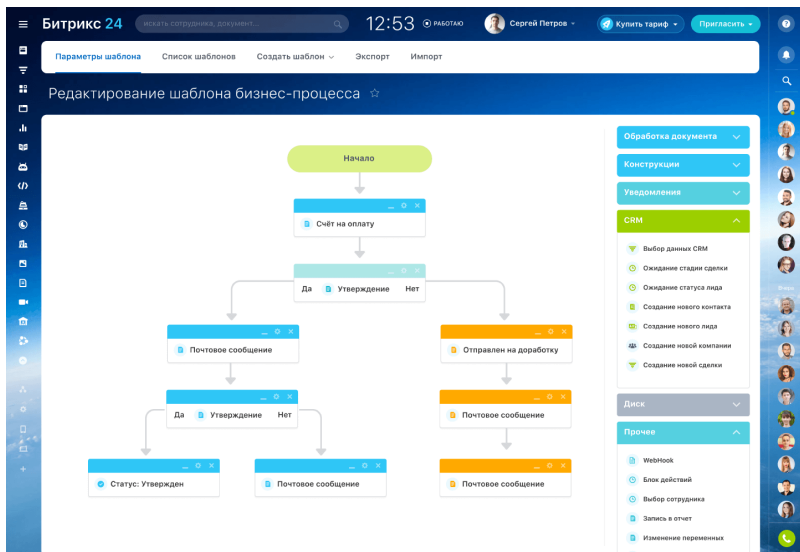 Битрикс 24
искать сотрудника, документ...
12:53
РАБОТАЮ
Сергей Петров
Купить тариф
Пригласить
Параметры шаблона
Список шаблонов
Создать шаблон
Экспорт
Импорт
Редактирование шаблона бизнес-процесса
Начало
Счёт на оплату
Да Утверждение Нет
Почтовое сообщение
Отправлен на доработку
Да Утверждение Нет
Почтовое сообщение
Статус: Утвержден
Почтовое сообщение
Почтовое сообщение
Обработка документа
Конструкции
Уведомления
CRM
Выбор данных CRM
Ожидание стадии сделки
Ожидание статуса лида
Создание нового контакта
Создание нового лида
Создание новой компании
Создание новой сделки
Диск
Прочее
WebHook
Блок действий
Выбор сотрудника
Запись в отчет
Изменение переменных